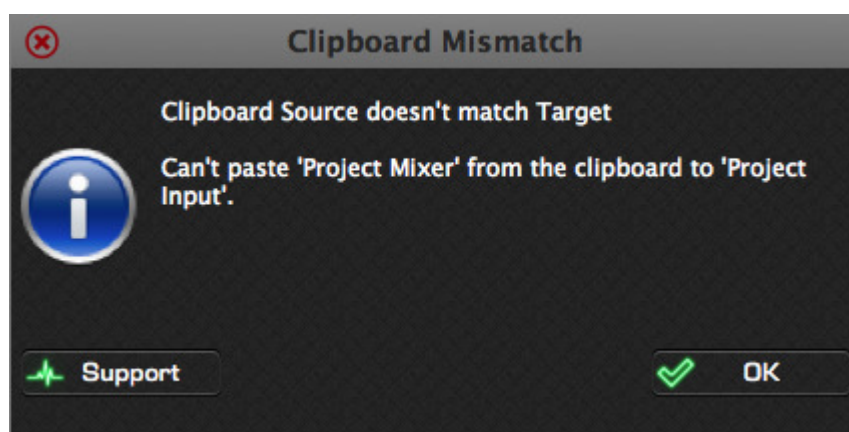 Clipboard Mismatch
Clipboard Source doesn't match Target
Can't paste 'Project Mixer' from the clipboard to 'Project
Input'.
Support
OK